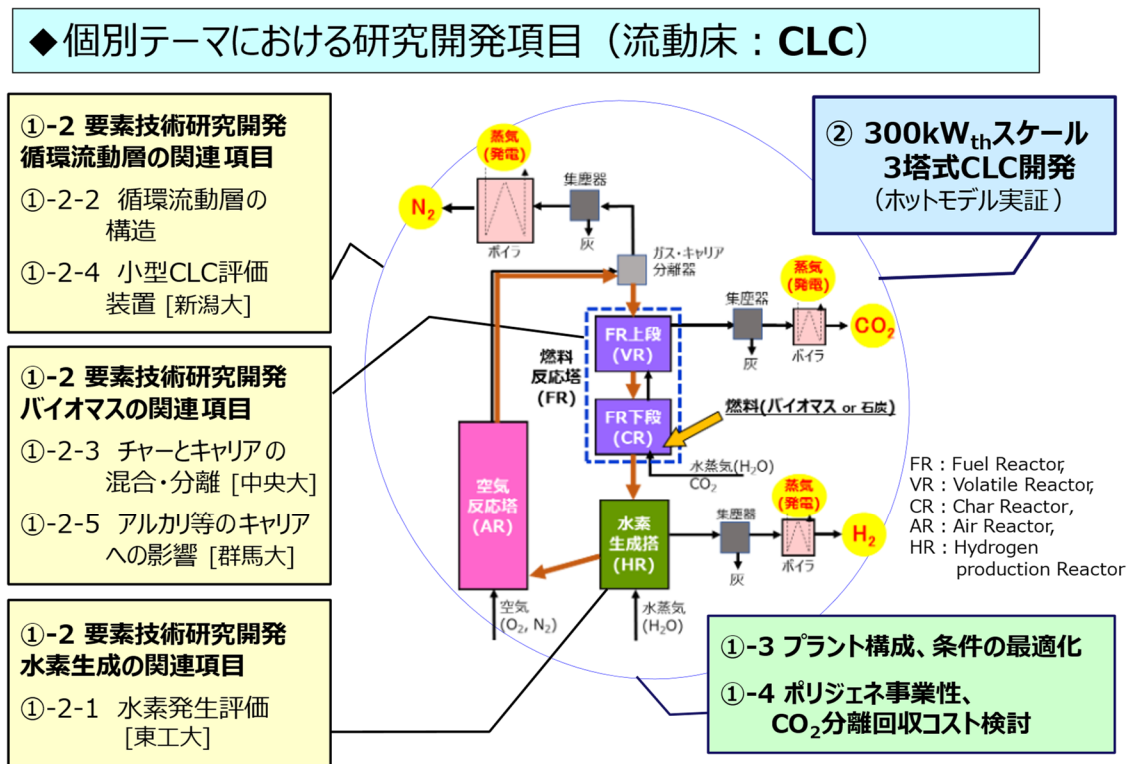 ◆個別テーマにおける研究開発項目（流動床：CLC）
①-2 要素技術研究開発
循環流動層の関連項目
①-2-2 循環流動層の
構造
①-2-4 小型CLC評価
装置 [新潟大]
①-2 要素技術研究開発
バイオマスの関連項目
①-2-3 チャーとキャリアの
混合・分離 [中央大]
①-2-5 アルカリ等のキャリア
への影響 [群馬大]
①-2 要素技術研究開発
水素生成の関連項目
①-2-1 水素発生評価
[東工大]
② 300kWthスケール
3塔式CLC開発
（ホットモデル実証）
蒸気
(発電)
N2
ボイラ
集塵器
灰
ガス・キャリア
分離器
FR上段
(VR)
燃料
反応塔
(FR)
FR下段
(CR)
集塵器
灰
蒸気
(発電)
ボイラ
CO2
燃料(バイオマス or 石炭)
水蒸気(H2O)
CO2
空気
反応塔
(AR)
水素
生成搭
(HR)
集塵器
灰
蒸気
(発電)
ボイラ
H2
空気
(O2, N2)
水蒸気
(H2O)
FR : Fuel Reactor,
VR : Volatile Reactor,
CR : Char Reactor,
AR : Air Reactor,
HR : Hydrogen
production Reactor
①-3 プラント構成、条件の最適化
①-4 ポリジェネ事業性、
CO2分離回収コスト検討